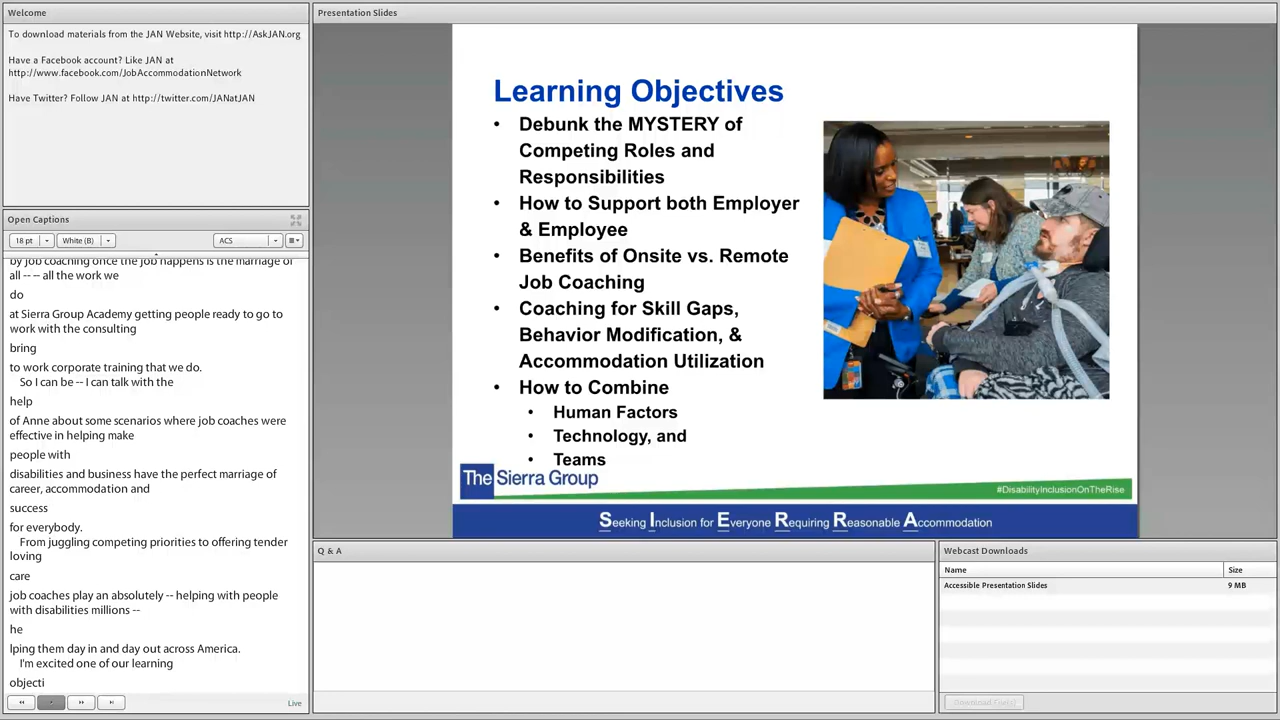 Welcome
To download materials from the JAN Website, visit http://AskJAN.org
Have a Facebook account? Like JAN at
http://www.facebook.com/JobAccommodationNetwork
Have Twitter? Follow JAN at http://twitter.com/JANatJAN
Open Captions
18 pt
White (B)
ACS
by job coaching once the job happens is the marriage of
all -- -- all the work we
do
at Sierra Group Academy getting people ready to go to
work with the consulting
bring
to work corporate training that we do.
So I can be -- I can talk with the
help
of Anne about some scenarios where job coaches were
effective in helping make
people with
disabilities and business have the perfect marriage of
career, accommodation and
success
for everybody.
From juggling competing priorities to offering tender
loving
care
job coaches play an absolutely -- helping with people
with disabilities millions --
he
lping them day in and day out across America.
I'm excited one of our learning
objecti
Live
Presentation Slides
Learning Objectives
• Debunk the MYSTERY of
Competing Roles and
Responsibilities
• How to Support both Employer
& Employee
• Benefits of Onsite vs. Remote
Job Coaching
• Coaching for Skill Gaps,
Behavior Modification, &
Accommodation Utilization
• How to Combine
• Human Factors
• Technology, and
• Teams
The Sierra Group
#DisabilityInclusionOnTheRise
Seeking Inclusion for Everyone Requiring Reasonable Accommodation
Q & A
Webcast Downloads
Name Size
Accessible Presentation Slides 9 MB
Download File(s)